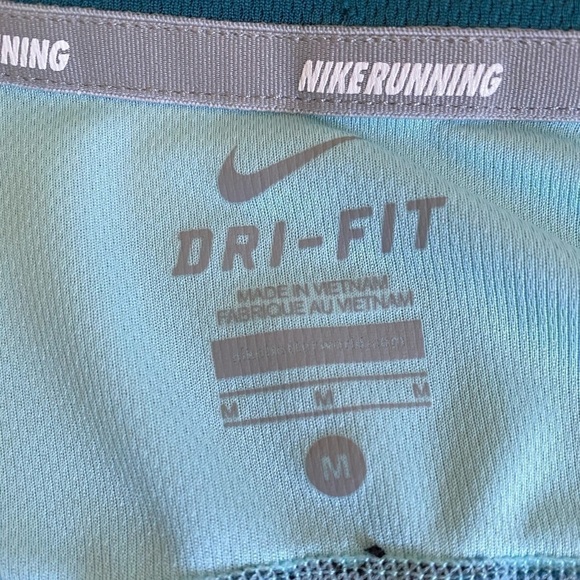 NING NIKERUNNING
DRI-FIT
MADE IN VIETNAM
FABRIQUE AU VIETNAM
M M M
M